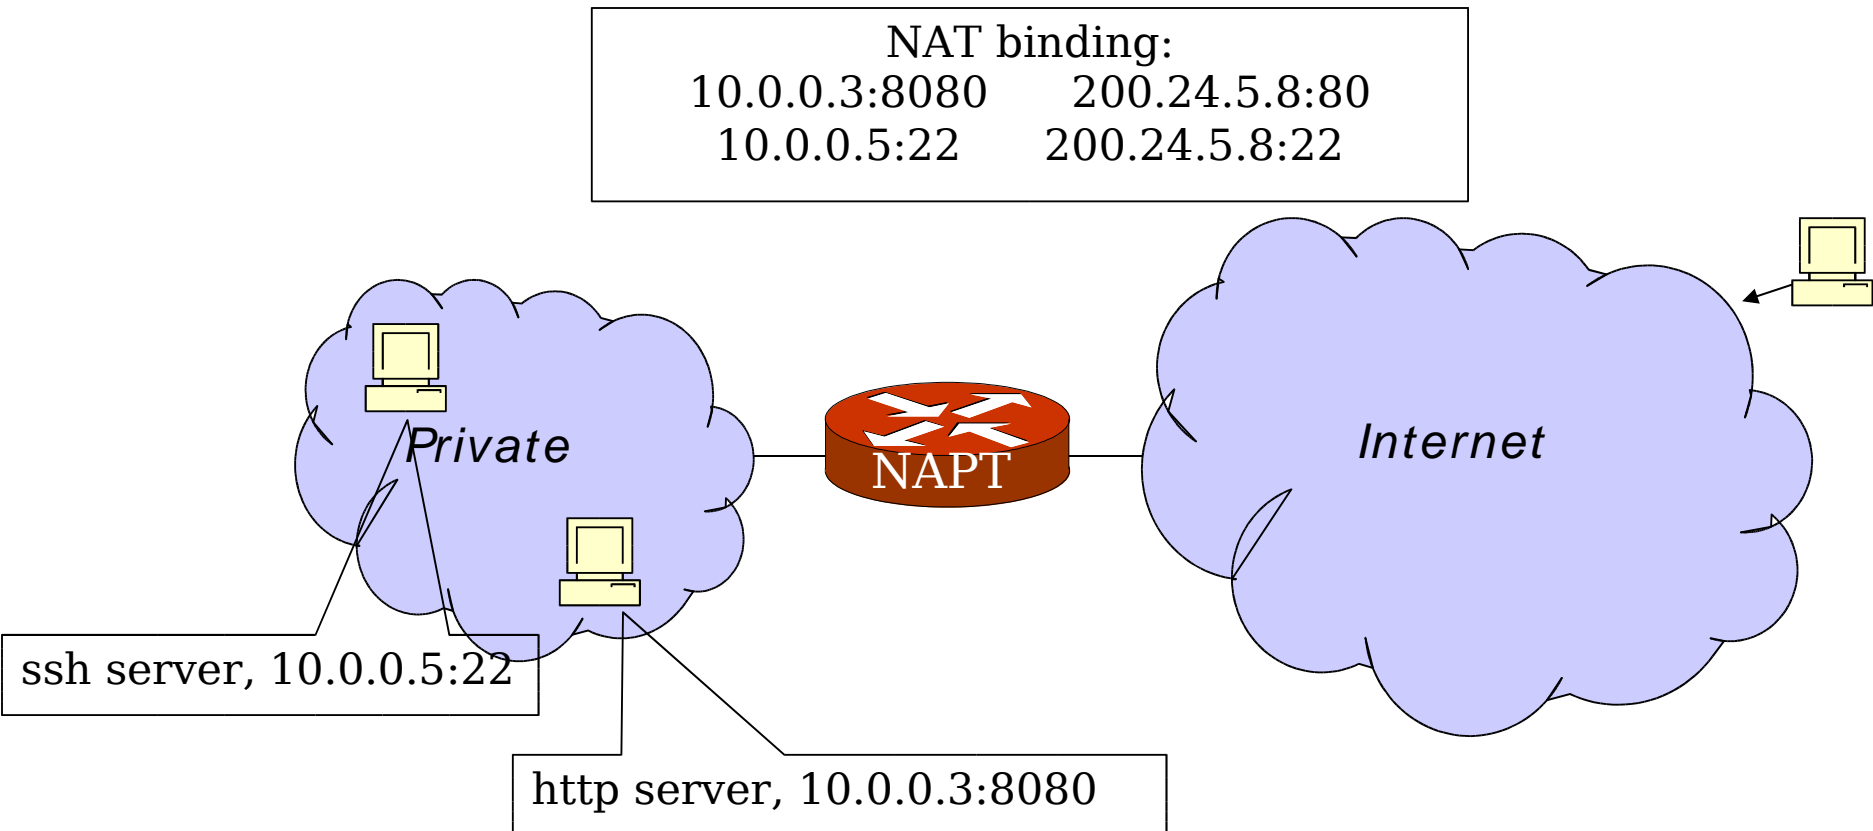 NAT binding:
10.0.0.3:8080 200.24.5.8:80
10.0.0.5:22 200.24.5.8:22
Private
NAPT
Internet
ssh server, 10.0.0.5:22
http server, 10.0.0.3:8080